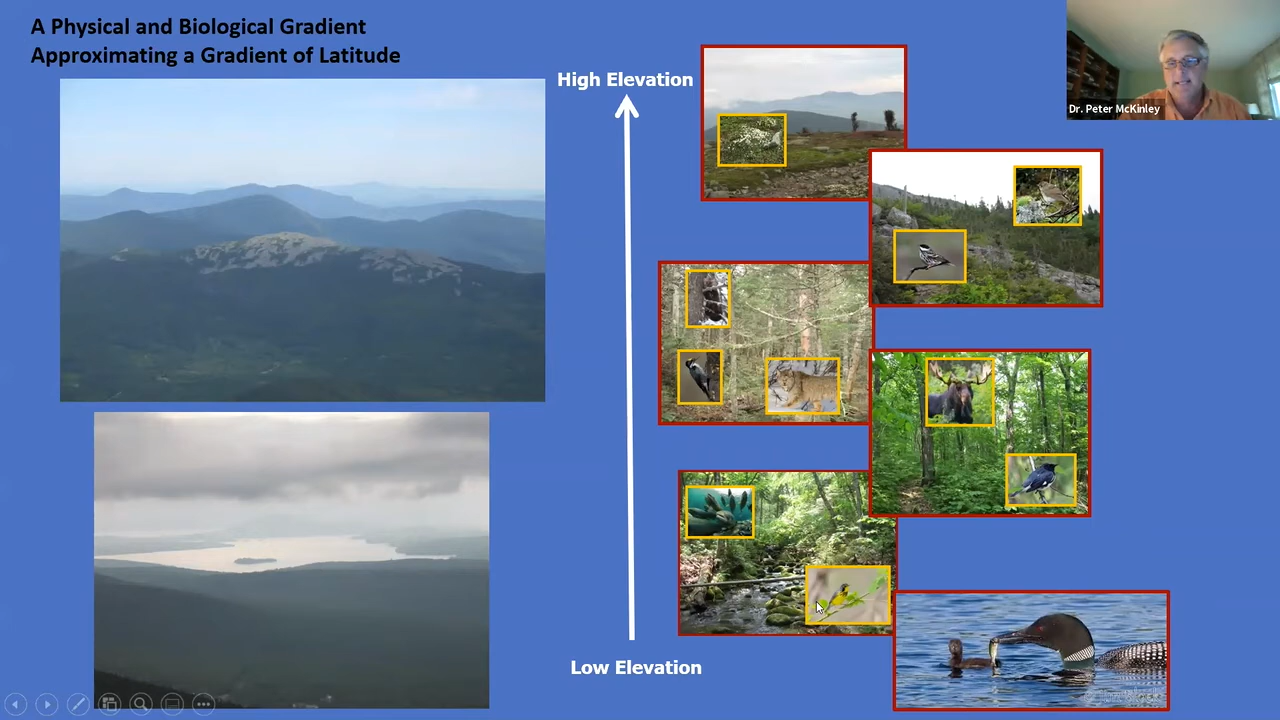 A Physical and Biological Gradient
Approximating a Gradient of Latitude
High Elevation
Dr. Peter McKinley
Low Elevation